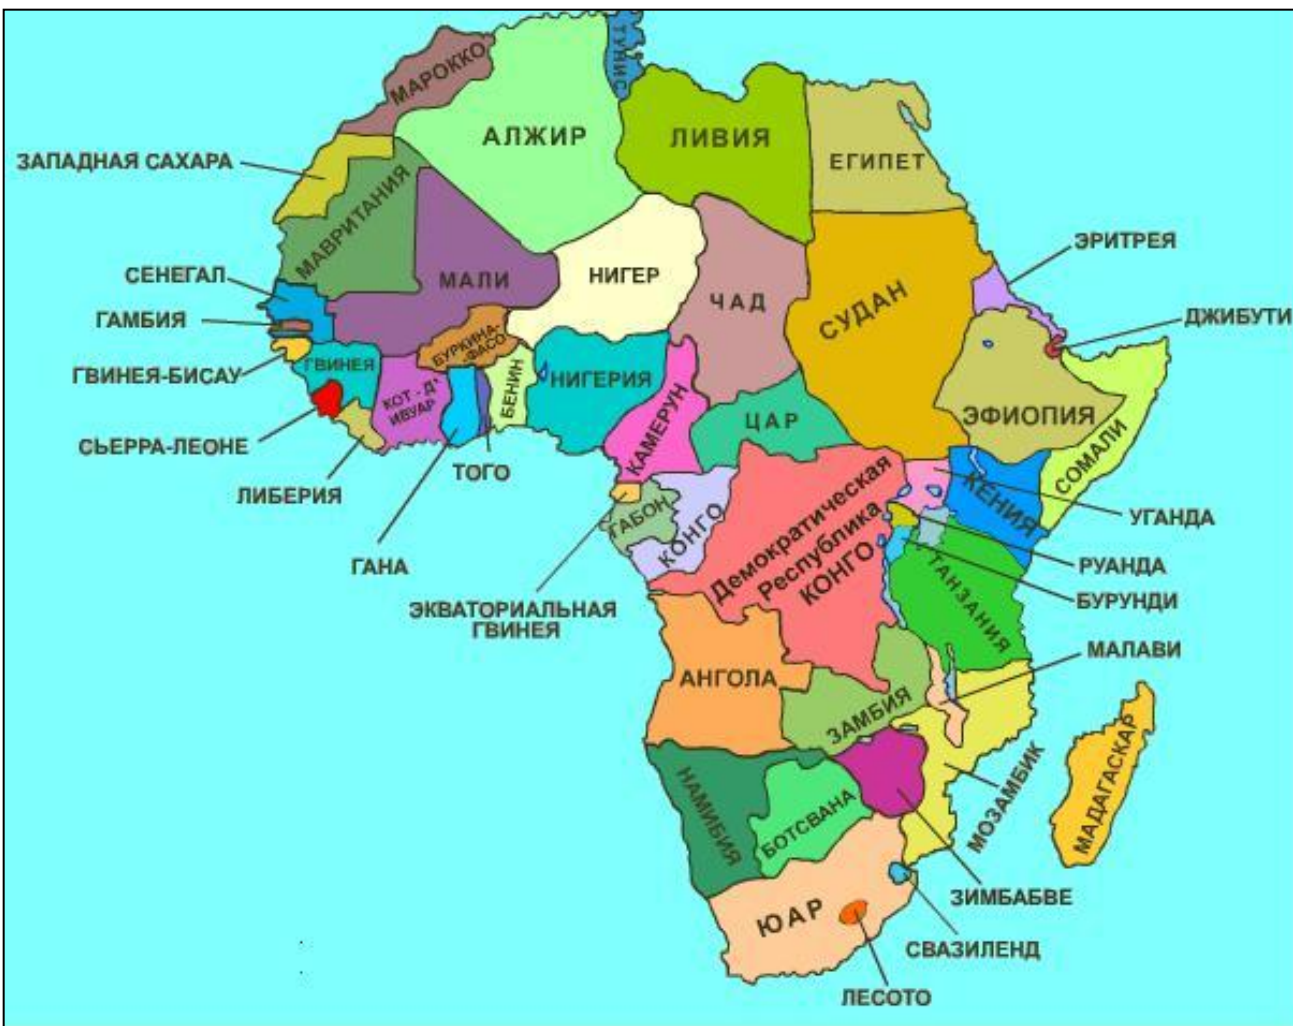 МАРОККО
ТУНИС
АЛЖИР
ЛИВИЯ
ЕГИПЕТ
ЗАПАДНАЯ САХАРА
МАВРИТАНИЯ
МАЛИ
НИГЕР
ЧАД
СУДАН
ЭРИТРЕЯ
СЕНЕГАЛ
ГАМБИЯ
ДЖИБУТИ
ГВИНЕЯ-БИСАУ
ГВИНЕЯ
БУРКИНА-
-ФАСО
КОТ - Д'
ИВУАР
БЕНИН
НИГЕРИЯ
КАМЕРУН
ЦАР
ЭФИОПИЯ
СОМАЛИ
СЬЕРРА-ЛЕОНЕ
ЛИБЕРИЯ
ТОГО
ГАНА
ГАБОН
КОНГО
Демократическая
Республика
КОНГО
КЕНИЯ
УГАНДА
РУАНДА
БУРУНДИ
ТАНЗАНИЯ
МАЛАВИ
ЭКВАТОРИАЛЬНАЯ
ГВИНЕЯ
АНГОЛА
ЗАМБИЯ
МОЗАМБИК
МАДАГАСКАР
НАМИБИЯ
БОТСВАНА
ЗИМБАБВЕ
ЮАР
СВАЗИЛЕНД
ЛЕСОТО